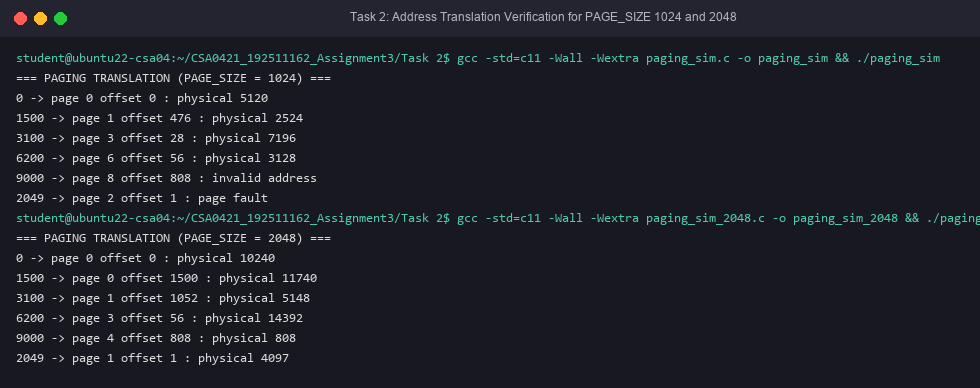 Task 2: Address Translation Verification for PAGE_SIZE 1024 and 2048
student@ubuntu22-csa04:~/CSA0421_192511162_Assignment3/Task 2$ gcc -std=c11 -Wall -Wextra paging_sim.c -o paging_sim && ./paging_sim
=== PAGING TRANSLATION (PAGE_SIZE = 1024) ===
0 -> page 0 offset 0 : physical 5120
1500 -> page 1 offset 476 : physical 2524
3100 -> page 3 offset 28 : physical 7196
6200 -> page 6 offset 56 : physical 3128
9000 -> page 8 offset 808 : invalid address
2049 -> page 2 offset 1 : page fault
student@ubuntu22-csa04:~/CSA0421_192511162_Assignment3/Task 2$ gcc -std=c11 -Wall -Wextra paging_sim_2048.c -o paging_sim_2048 && ./paging
=== PAGING TRANSLATION (PAGE_SIZE = 2048) ===
0 -> page 0 offset 0 : physical 10240
1500 -> page 0 offset 1500 : physical 11740
3100 -> page 1 offset 1052 : physical 5148
6200 -> page 3 offset 56 : physical 14392
9000 -> page 4 offset 808 : physical 808
2049 -> page 1 offset 1 : physical 4097